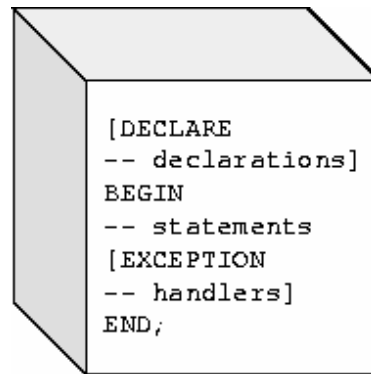 [DECLARE
-- declarations]
BEGIN
-- statements
[EXCEPTION
-- handlers]
END;